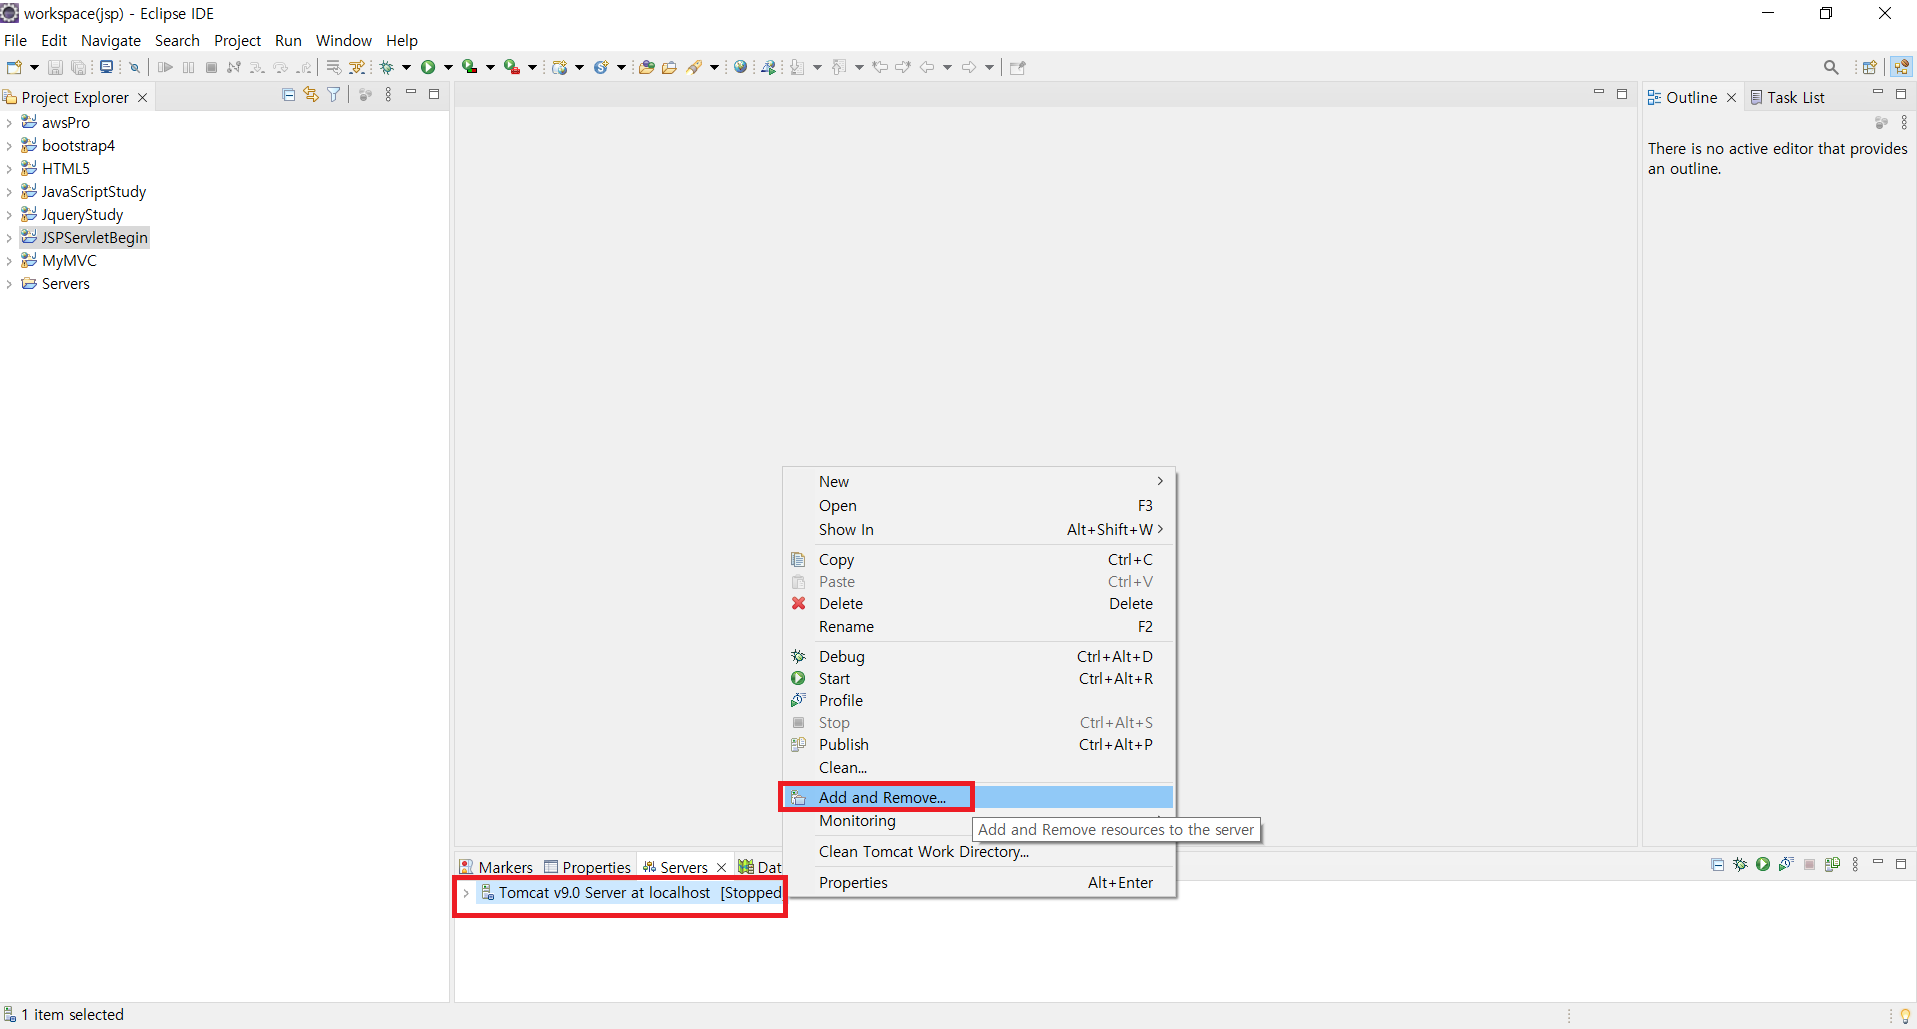 workspace(jsp) - Eclipse IDE
File Edit Navigate Search Project Run Window Help
Project Explorer
awsPro
bootstrap4
HTML5
JavaScriptStudy
JqueryStudy
JSPServletBegin
MyMVC
Servers
Outline Task List
There is no active editor that provides
an outline.
New
Open F3
Show In Alt+Shift+W
Copy Ctrl+C
Paste Ctrl+V
Delete Delete
Rename F2
Debug Ctrl+Alt+D
Start Ctrl+Alt+R
Profile
Stop Ctrl+Alt+S
Publish Ctrl+Alt+P
Clean...
Add and Remove...
Monitoring
Add and Remove resources to the server
Clean Tomcat Work Directory...
Properties Alt+Enter
Markers Properties Servers Dat
Tomcat v9.0 Server at localhost [Stopped
1 item selected